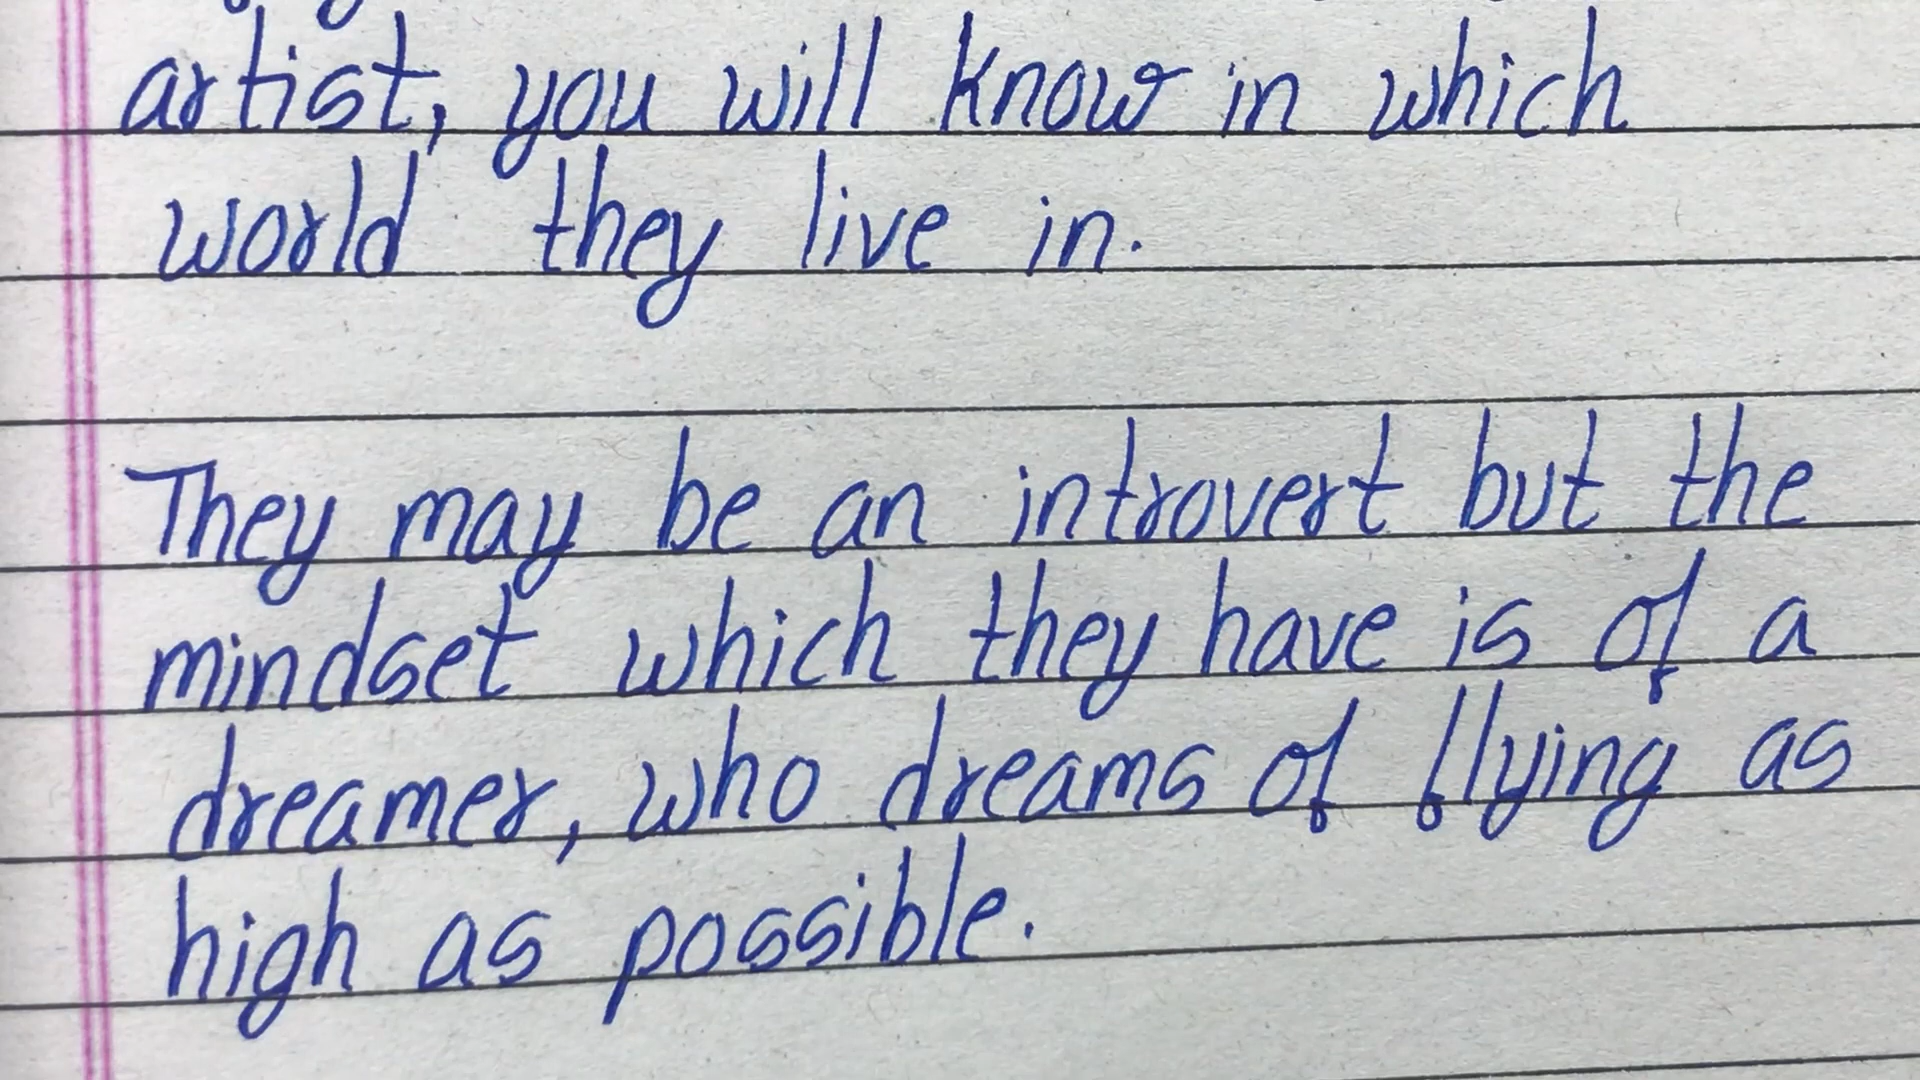 artist, you will know in which
world they live in.
They may be an introvert but the
mindset which they have is of a
dreamer, who dreams of flying as
high as possible.